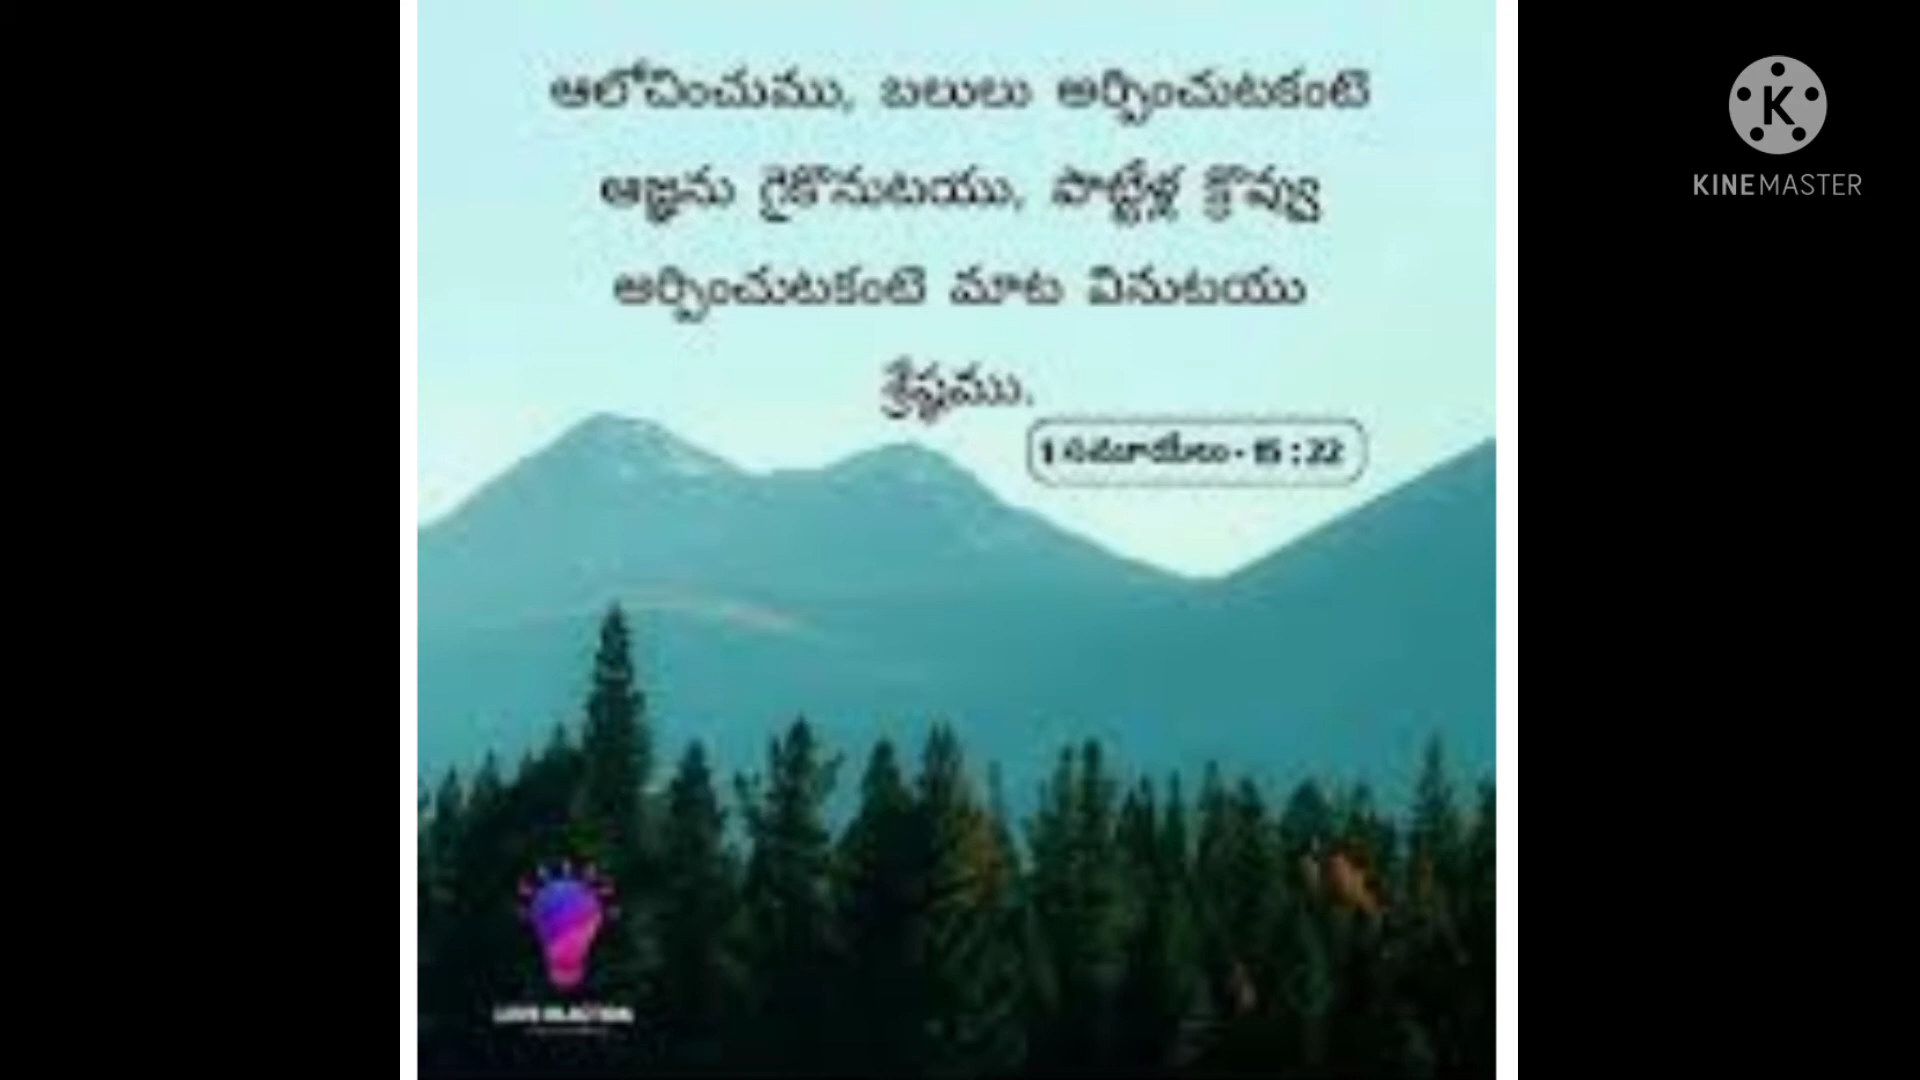 ఆలోచించుము, బలులు అర్పించుటకంటె
ఆజ్ఞను గైకొనుటయు, పొట్టేళ్ల క్రొవ్వు
అర్పించుటకంటె మాట వినుటయు
శ్రేష్ఠము.
1 సమూయేలు - 15 : 22
KINEMASTER